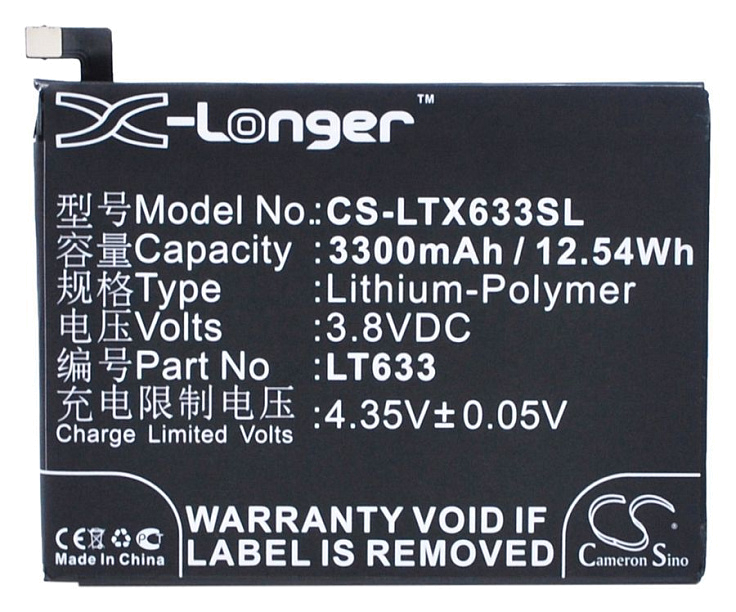 X-Longer™
型号Model No.:CS-LTX633SL
容量Capacity :3300mAh / 12.54Wh
规格Type :Lithium-Polymer
电压Volts :3.8VDC
编号Part No :LT633
充电限制电压 :4.35V±0.05V
Charge Limited Volts
WARRANTY VOID IF
LABEL IS REMOVED
CE
PC
Made In China
CS
Cameron Sino